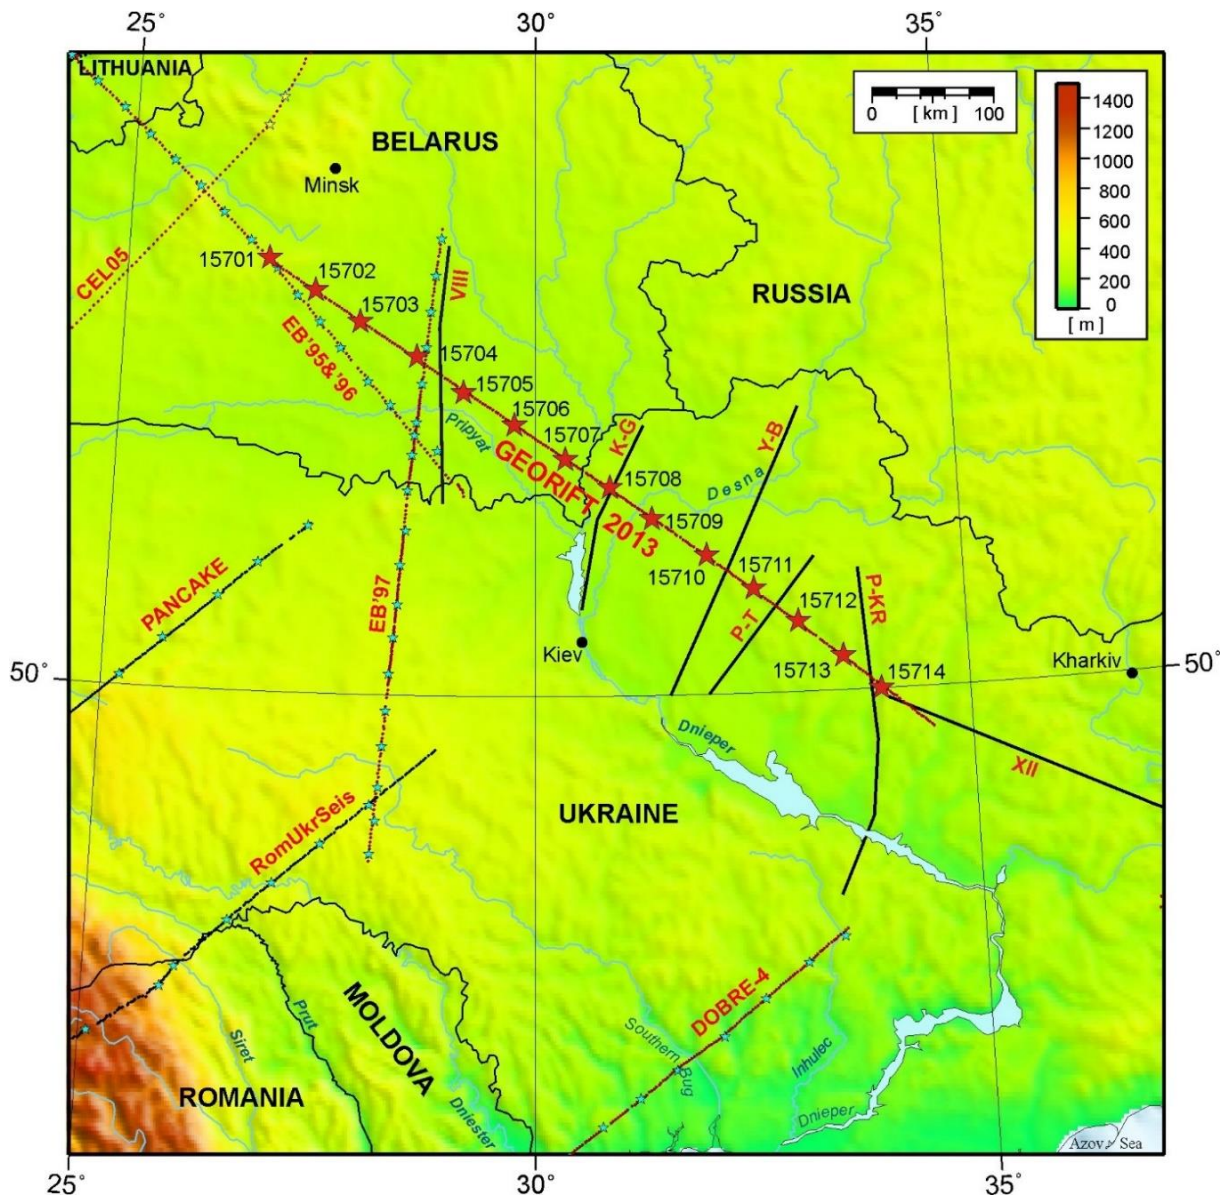 25°
30°
35°
LITHUANIA
BELARUS
Minsk
0 [ km ] 100
1400
1200
1000
800
600
400
200
0
[ m ]
CEL05
15701
15702
15703
15704
15705
15706
15707
15708
15709
15710
15711
15712
15713
15714
VIII
RUSSIA
EB'95&'96
Pripyat
GEORIFT 2013
K-G
Y-B
Desna
P-T
P-KR
PANCAKE
EB'97
Kiev
Kharkiv
50°
50°
Dnieper
XII
UKRAINE
RomUkrSeis
MOLDOVA
DOBRE-4
Prut
Siret
Southern Bug
Inhulec
ROMANIA
Dniester
Dnieper
Azov Sea
25°
30°
35°